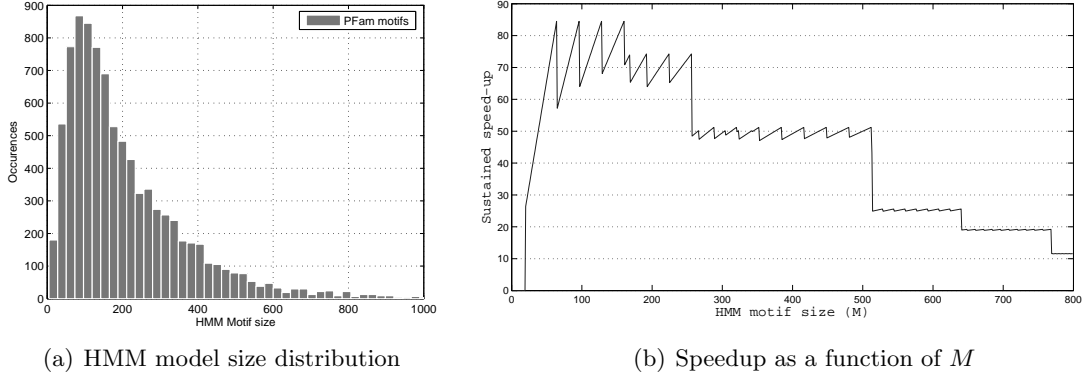 PFam motifs
900
800
700
600
500
400
300
200
100
0
Occurences
0 200 400 600 800 1000
HMM Motif size
(a) HMM model size distribution
90
80
70
60
50
40
30
20
10
0
Sustained speed-up
0 100 200 300 400 500 600 700 800
HMM motif size (M)
(b) Speedup as a function of M